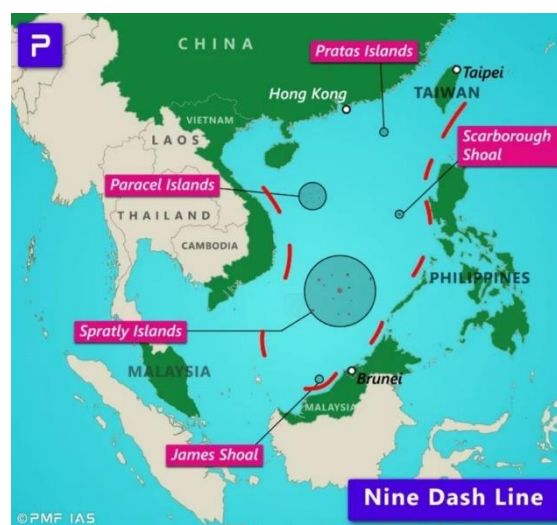 P
CHINA
Pratas Islands
Taipei
Hong Kong
TAIWAN
VIETNAM
LAOS
Scarborough
Shoal
Paracel Islands
THAILAND
CAMBODIA
PHILIPPINES
Spratly Islands
MALAYSIA
Brunei
MALAYSIA
James Shoal
Nine Dash Line
©PMF IAS